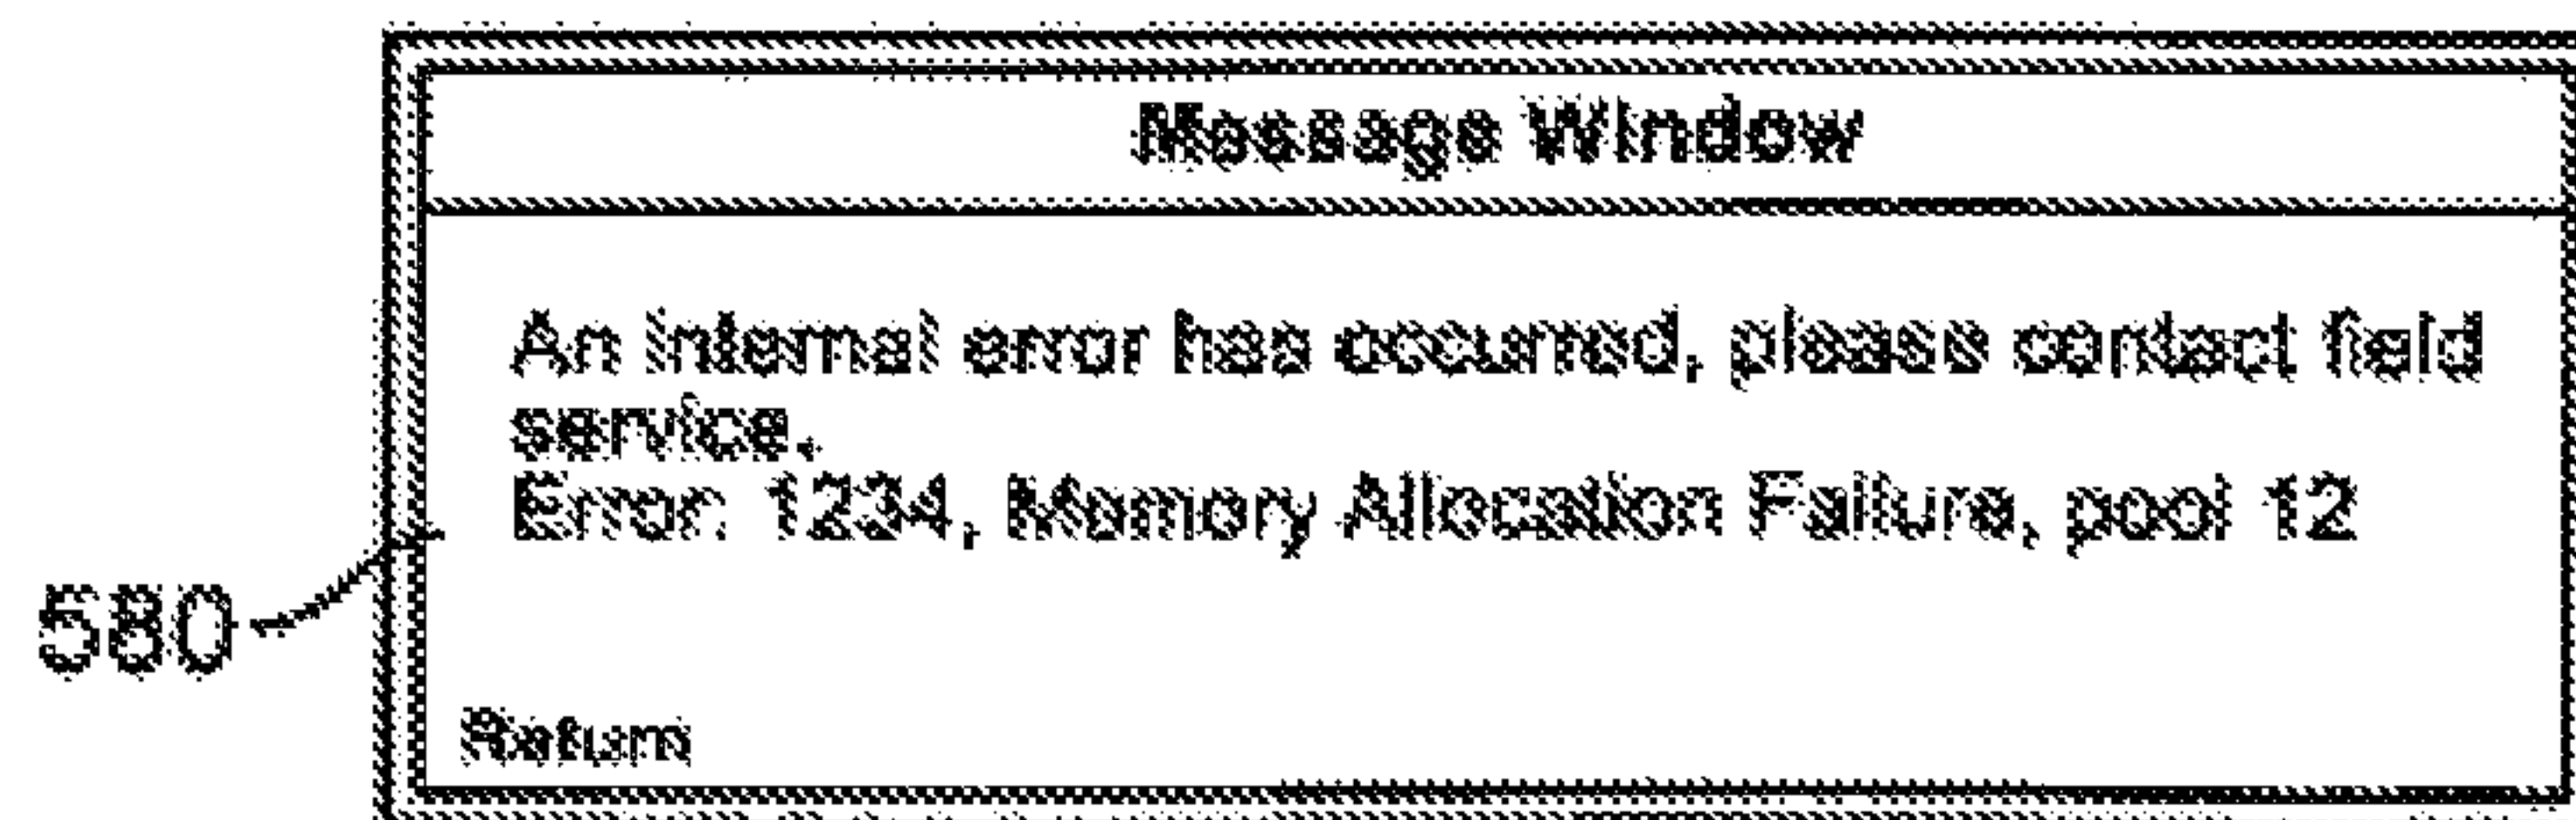 Message Window
An internal error has occurred, please contact field
service.
Error: 1234, Memory Allocation Failure, pool 12
580
Return